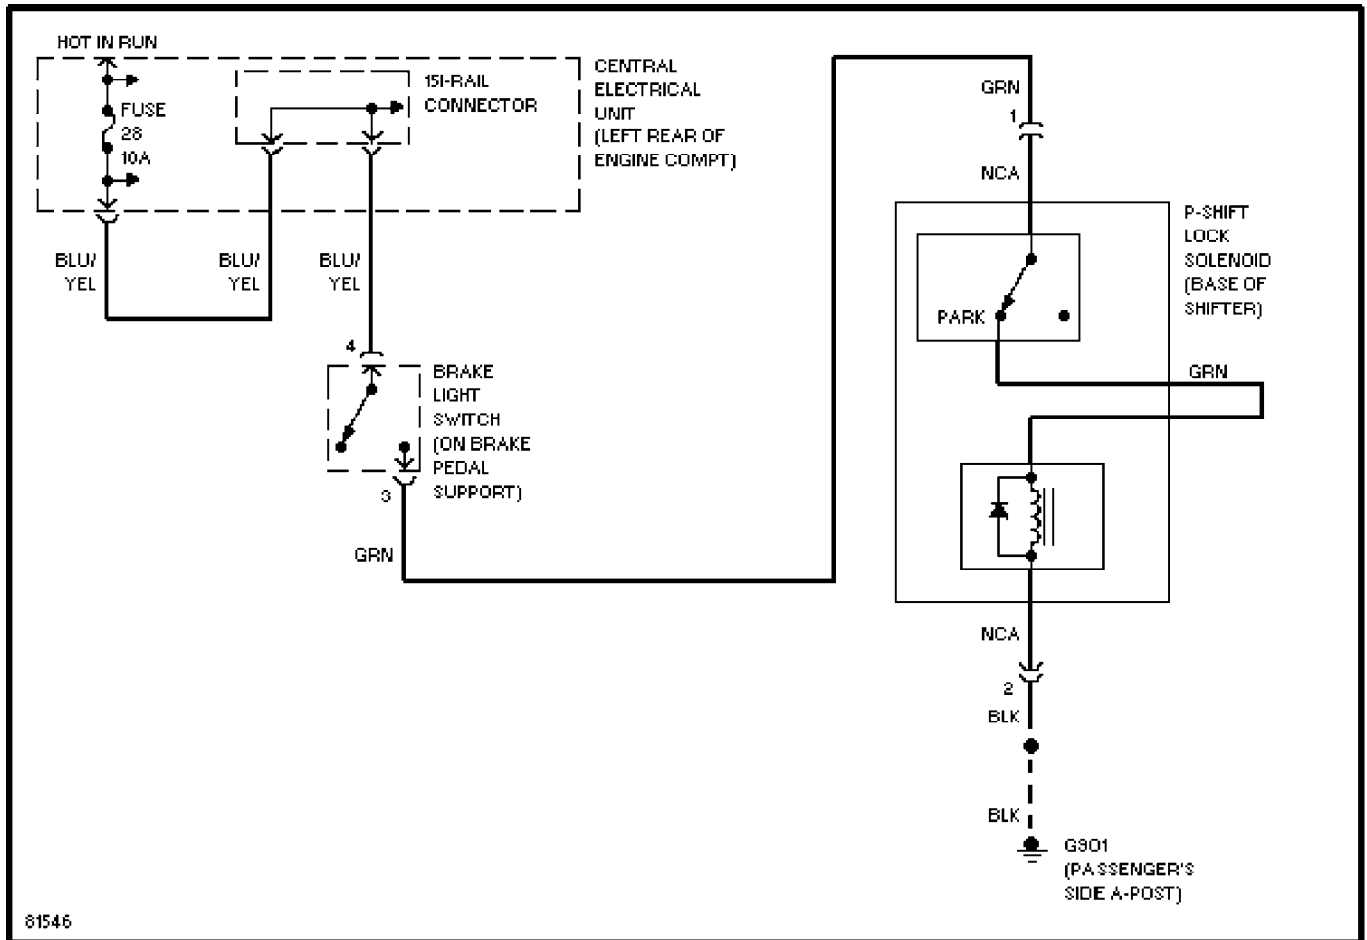 HOT IN RUN
FUSE
28
10A
15I-RAIL
CONNECTOR
CENTRAL
ELECTRICAL
UNIT
(LEFT REAR OF
ENGINE COMPT)
BLU/
YEL
BLU/
YEL
BLU/
YEL
4
BRAKE
LIGHT
SWITCH
(ON BRAKE
PEDAL
SUPPORT)
3
GRN
GRN
1
NCA
P-SHIFT
LOCK
SOLENOID
(BASE OF
SHIFTER)
PARK
GRN
NCA
2
BLK
BLK
G301
(PASSENGER'S
SIDE A-POST)
81546